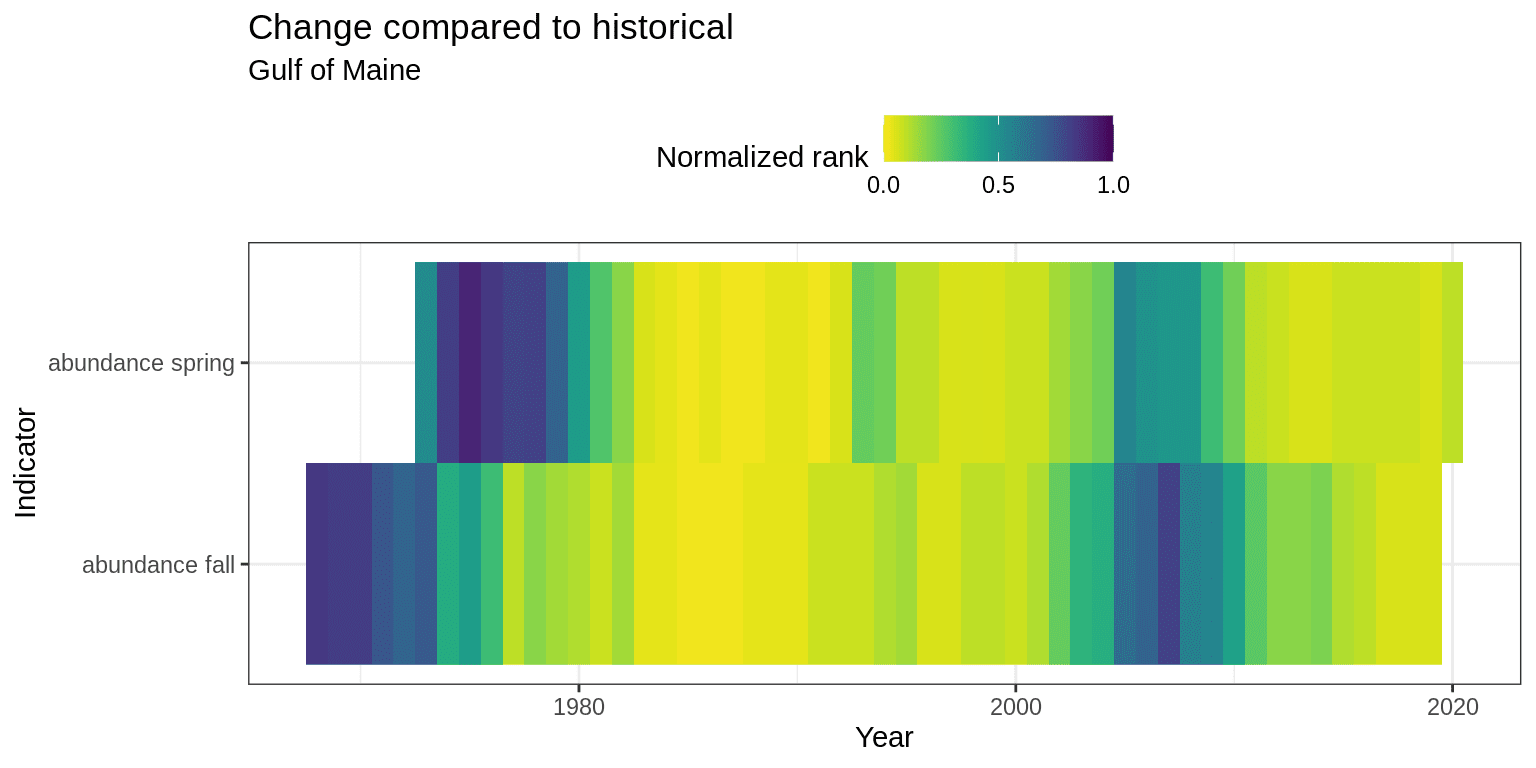 Change compared to historical
Gulf of Maine
Normalized rank
0.0 0.5 1.0
abundance spring
abundance fall
Indicator
1980 2000 2020
Year